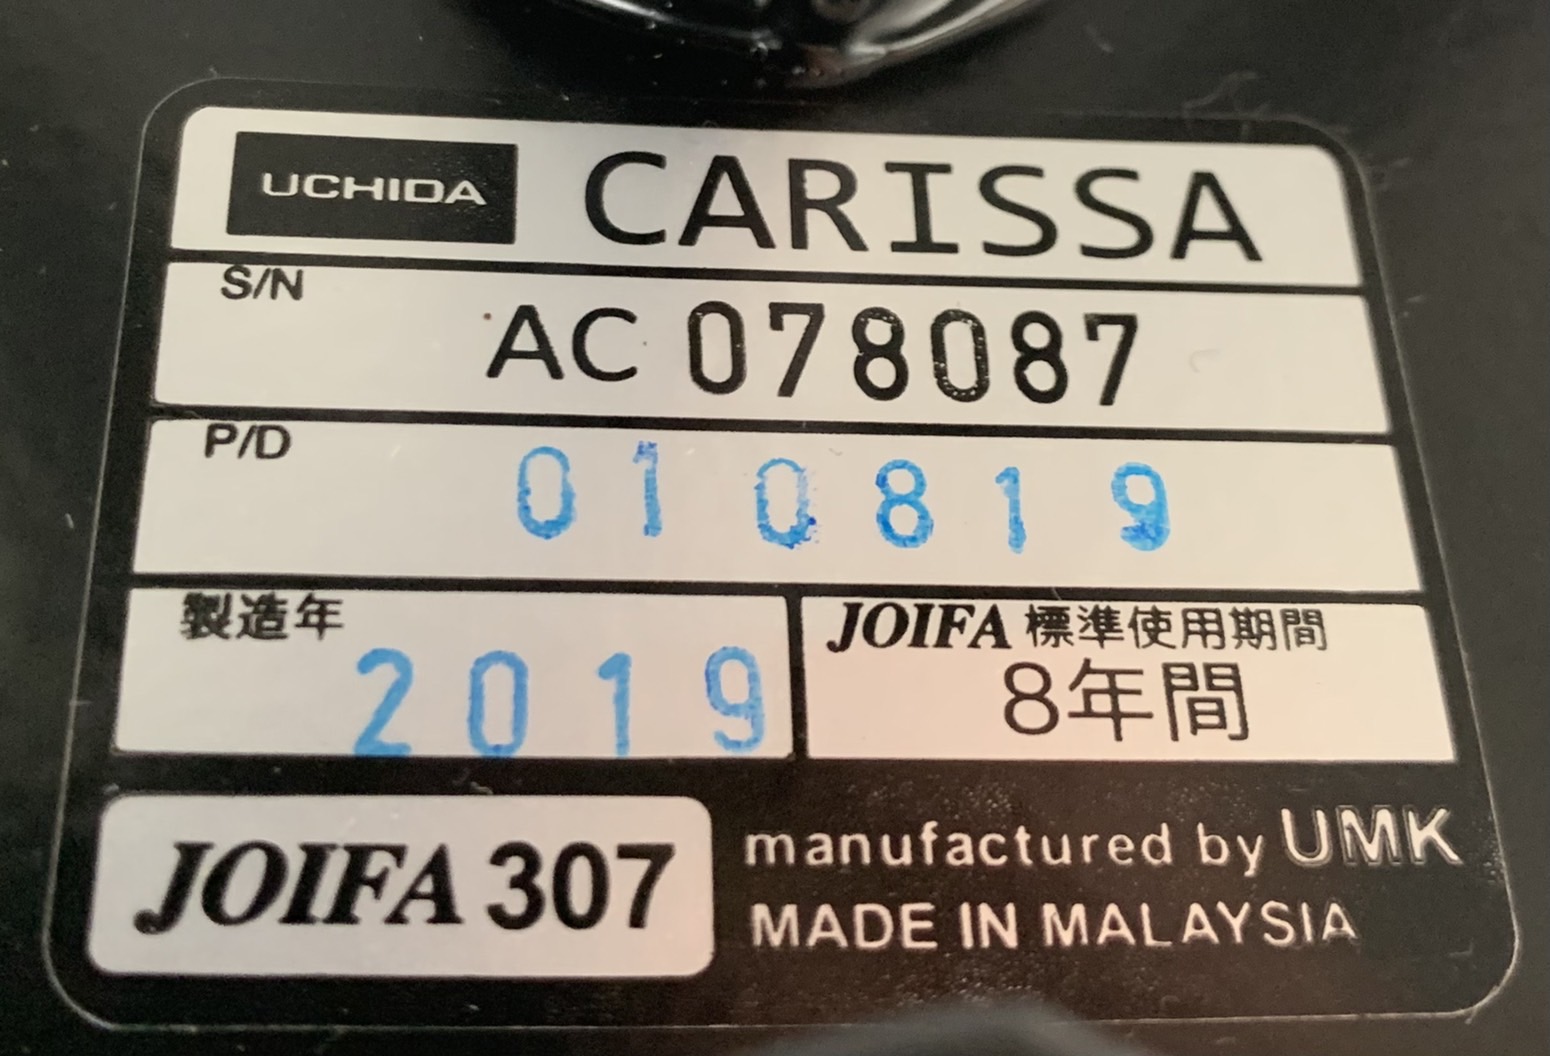 UCHIDA CARISSA
S/N
AC 078087
P/D
010819
製造年
2019
JOIFA 標準使用期間
8年間
JOIFA 307
manufactured by UMK
MADE IN MALAYSIA